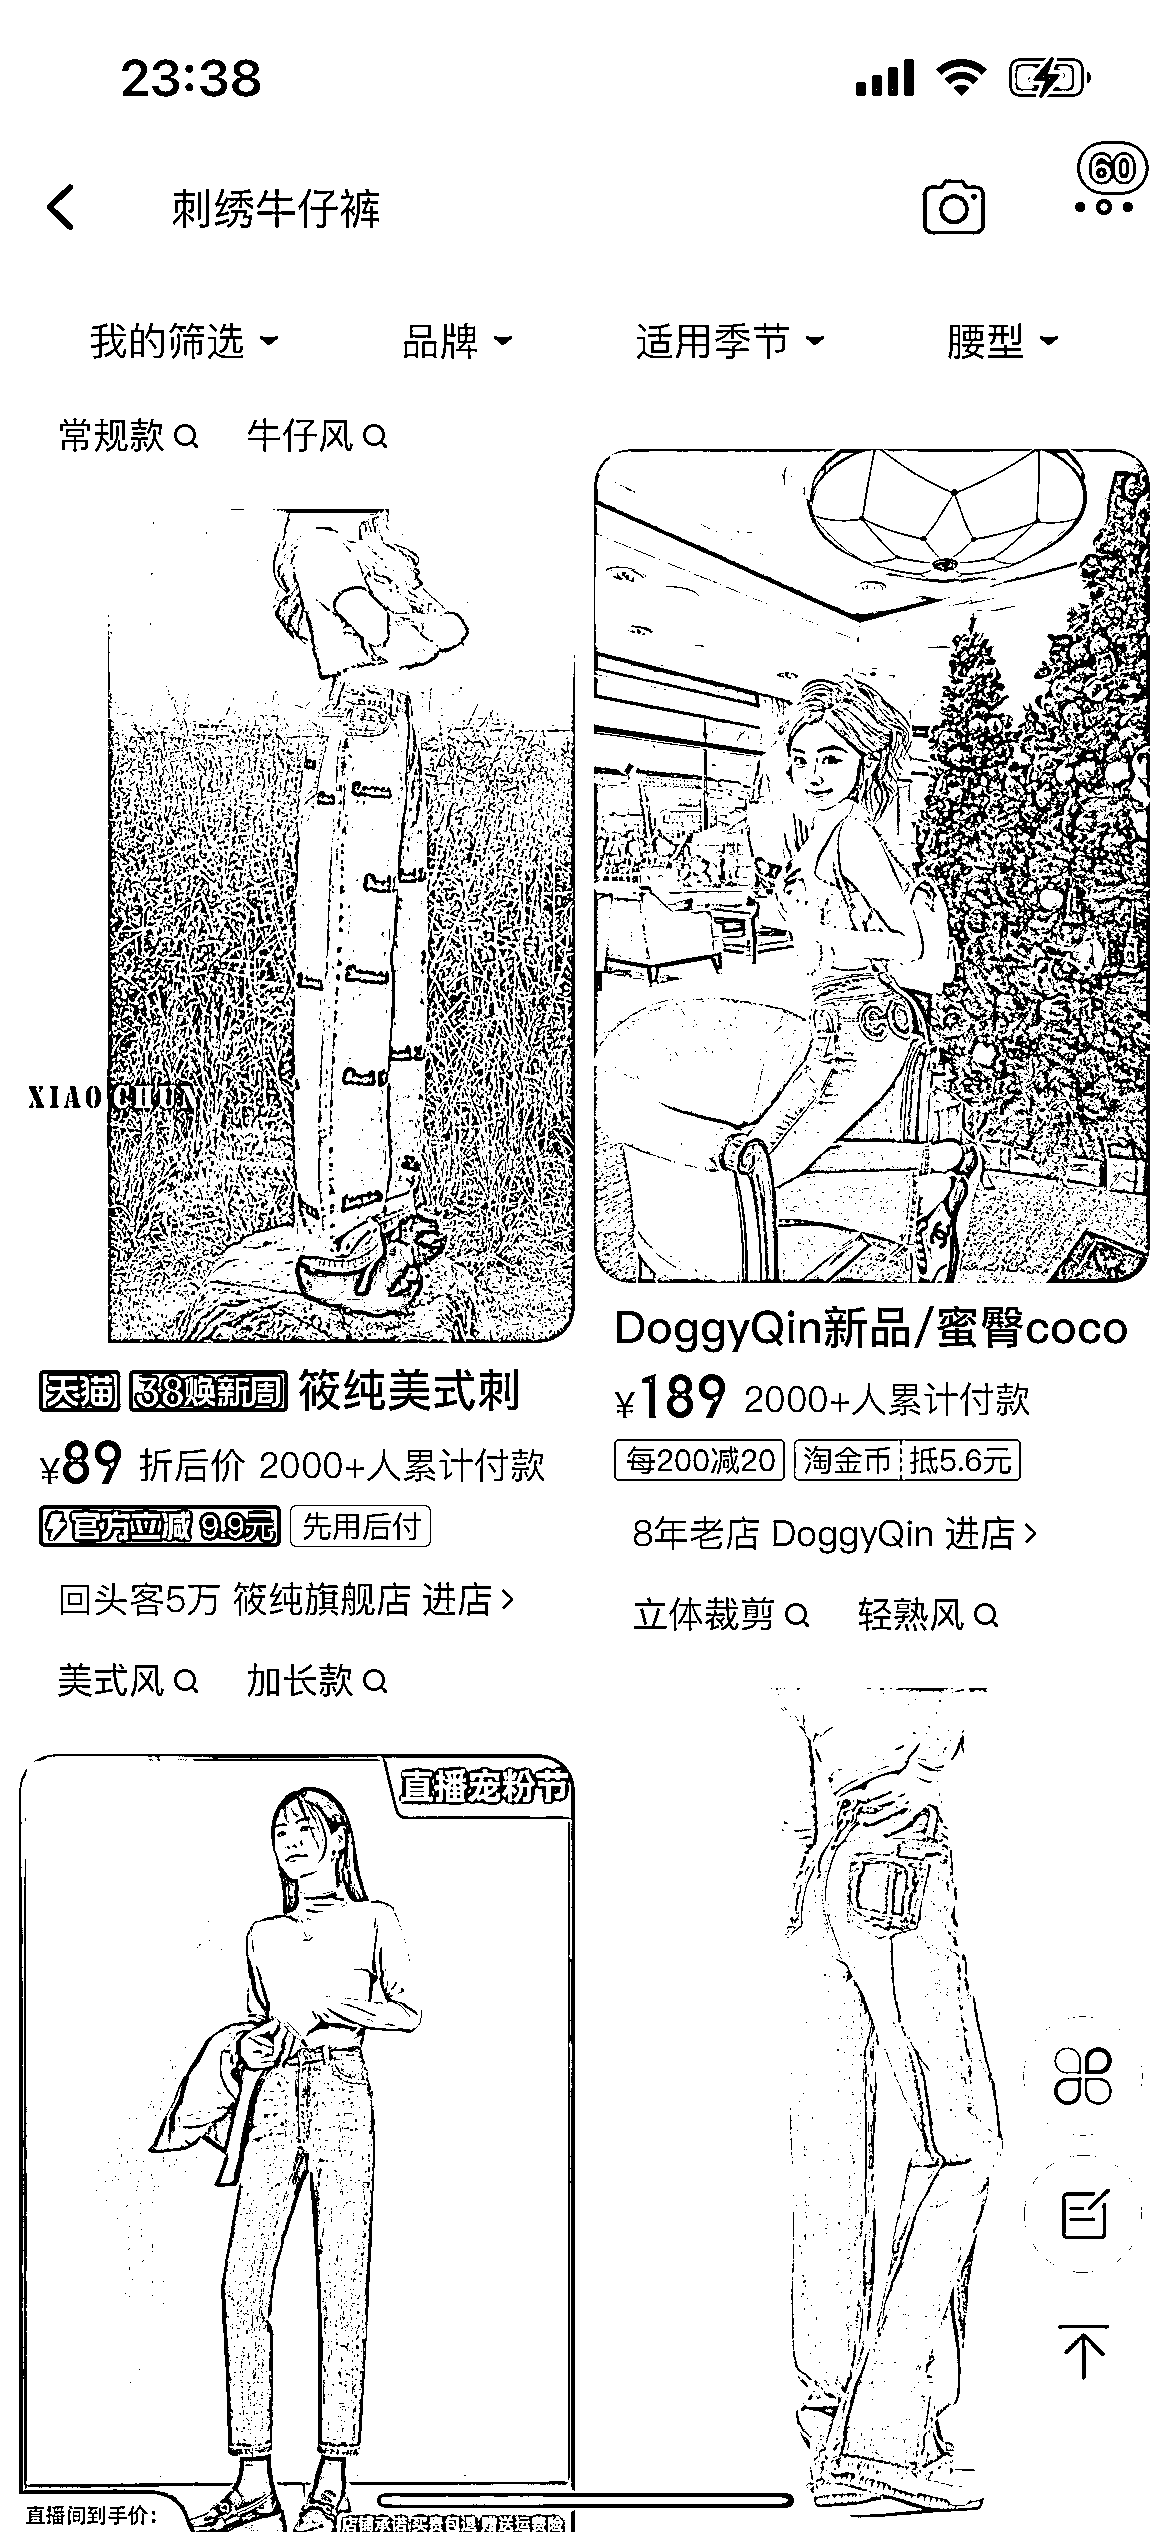 23:38
60
刺绣牛仔裤
我的筛选 品牌 适用季节 腰型
常规款 牛仔风
XIAO CHUN
天猫 38焕新周 筱纯美式刺
¥89 折后价 2000+人累计付款
官方立减 9.9元 先用后付
回头客5万 筱纯旗舰店 进店
美式风 加长款
CO
DoggyQin新品/蜜臀coco
¥189 2000+人累计付款
每200减20 淘金币 抵5.6元
8年老店 DoggyQin 进店
立体裁剪 轻熟风
直播宠粉节
直播间到手价:
店铺承诺买贵自退 赠送运费险